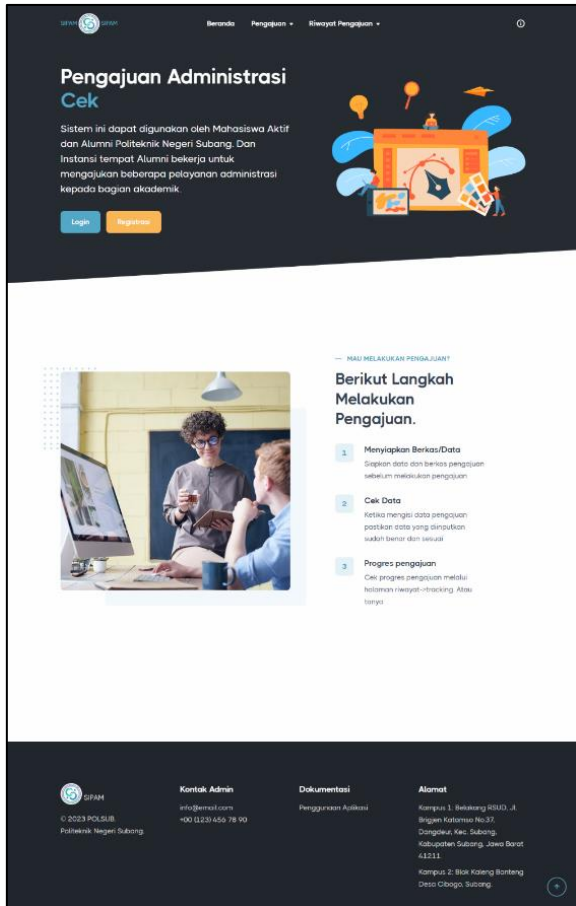 SIPAM SIPAM Beranda Pengajuan Riwayat Pengajuan
Pengajuan Administrasi
Cek
Sistem ini dapat digunakan oleh Mahasiswa Aktif
dan Alumni Politeknik Negeri Subang. Dan
Instansi tempat Alumni bekerja untuk
mengajukan beberapa pelayanan administrasi
kepada bagian akademik.
Login Registrasi
— MAU MELAKUKAN PENGAJUAN?
Berikut Langkah
Melakukan
Pengajuan.
1 Menyiapkan Berkas/Data
Siapkan data dan berkas pengajuan
sebelum melakukan pengajuan
2 Cek Data
Ketika mengisi data pengajuan
pastikan data yang diinputkan
sudah benar dan sesuai
3 Progres pengajuan
Cek progres pengajuan melalui
halaman riwayat->tracking. Atau
tanya
SIPAM
© 2023 POLSUB.
Politeknik Negeri Subang.
Kontak Admin
info@email.com
+00 (123) 456 78 90
Dokumentasi
Penggunaan Aplikasi
Alamat
Kampus 1: Belakang RSUD, Jl.
Brigjen Katamso No.37,
Dangdeur, Kec. Subang,
Kabupaten Subang, Jawa Barat
41211
Kampus 2: Blok Kaleng Banteng
Desa Cibogo, Subang.